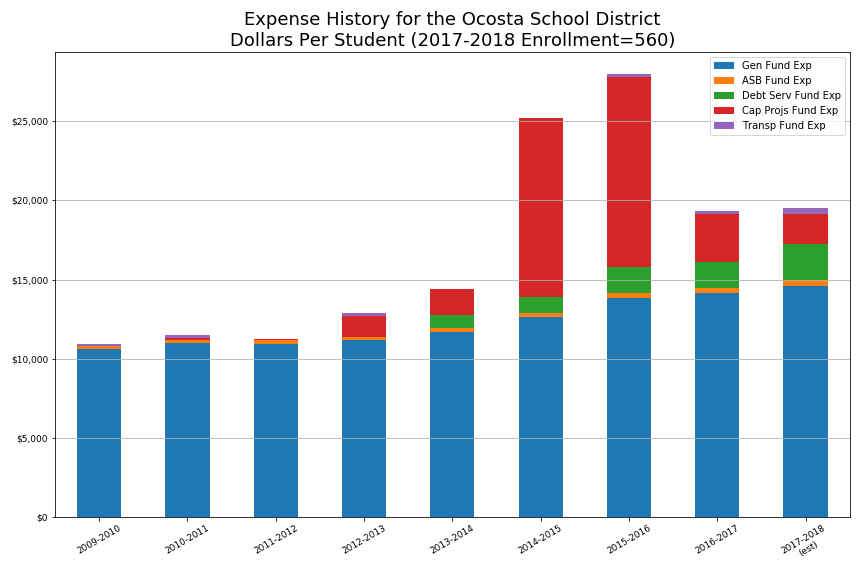 Expense History for the Ocosta School District
Dollars Per Student (2017-2018 Enrollment=560)
Gen Fund Exp
ASB Fund Exp
Debt Serv Fund Exp
Cap Projs Fund Exp
Transp Fund Exp
$25,000
$20,000
$15,000
$10,000
$5,000
$0
2009-2010
2010-2011
2011-2012
2012-2013
2013-2014
2014-2015
2015-2016
2016-2017
2017-2018
(est)